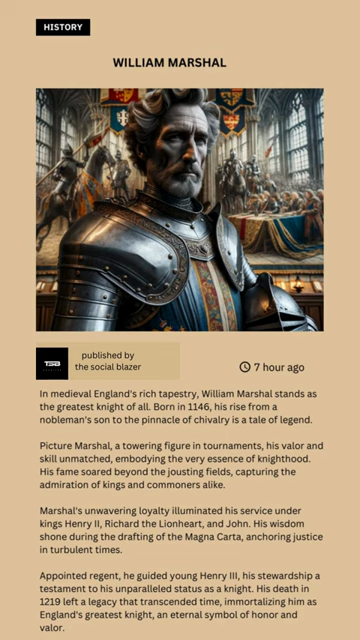 HISTORY
WILLIAM MARSHAL
TSB
published by
the social blazer
7 hour ago
In medieval England's rich tapestry, William Marshal stands as
the greatest knight of all. Born in 1146, his rise from a
nobleman's son to the pinnacle of chivalry is a tale of legend.
Picture Marshal, a towering figure in tournaments, his valor and
skill unmatched, embodying the very essence of knighthood.
His fame soared beyond the jousting fields, capturing the
admiration of kings and commoners alike.
Marshal's unwavering loyalty illuminated his service under
kings Henry II, Richard the Lionheart, and John. His wisdom
shone during the drafting of the Magna Carta, anchoring justice
in turbulent times.
Appointed regent, he guided young Henry III, his stewardship a
testament to his unparalleled status as a knight. His death in
1219 left a legacy that transcended time, immortalizing him as
England's greatest knight, an eternal symbol of honor and
valor.